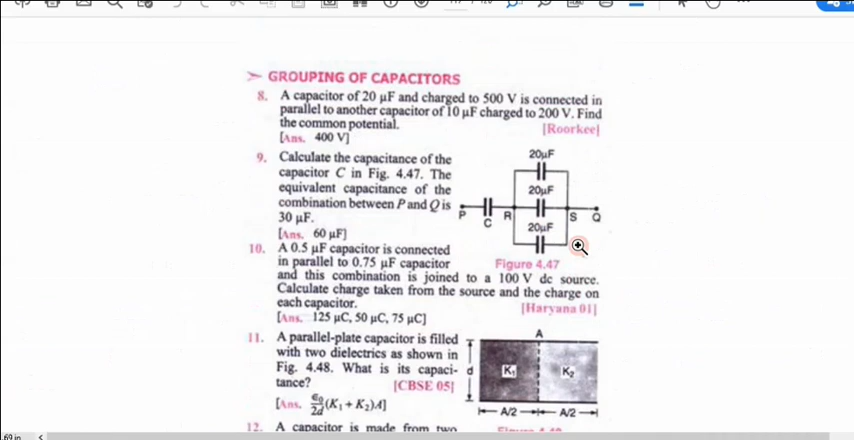 ➢ GROUPING OF CAPACITORS
8. A capacitor of 20 μF and charged to 500 V is connected in
parallel to another capacitor of 10 μF charged to 200 V. Find
the common potential. [Roorkee]
[Ans. 400 V]
9. Calculate the capacitance of the
capacitor C in Fig. 4.47. The
equivalent capacitance of the
combination between P and Q is
30 μF.
[Ans. 60 μF]
20μF
20μF
P C R S Q
20μF
Figure 4.47
10. A 0.5 μF capacitor is connected
in parallel to 0.75 μF capacitor
and this combination is joined to a 100 V dc source.
Calculate charge taken from the source and the charge on
each capacitor. [Haryana 01]
[Ans. 125 μC, 50 μC, 75 μC]
11. A parallel-plate capacitor is filled
with two dielectrics as shown in
Fig. 4.48. What is its capaci-
tance? [CBSE 05]
[Ans. ϵ0/2d (K1 + K2)A]
A
d K1 K2
A/2 A/2
12. A capacitor is made from two
.69 in